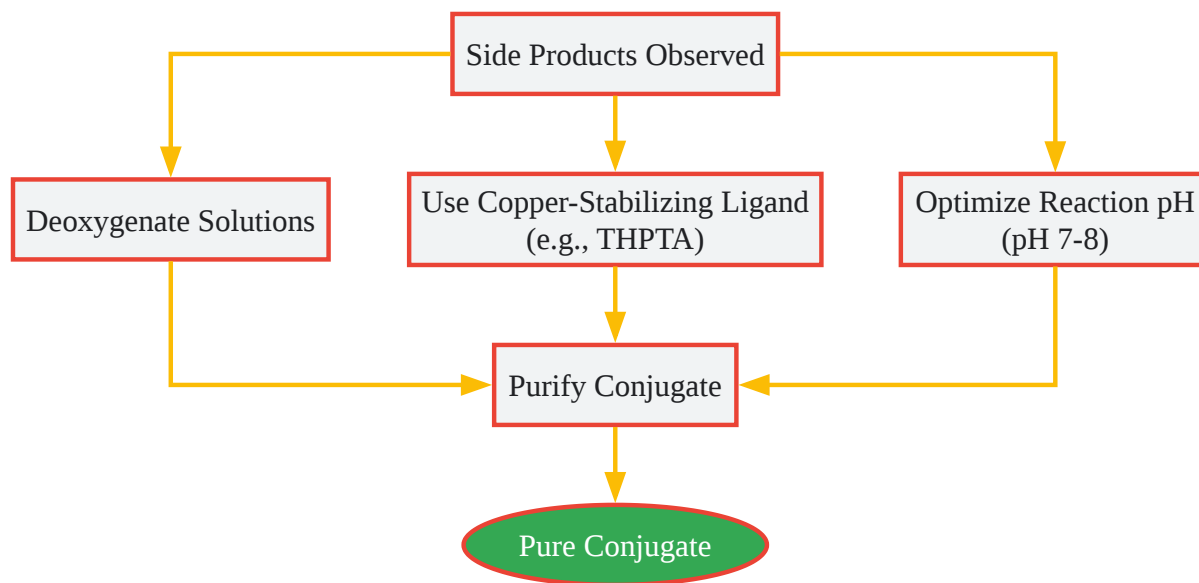 Side Products Observed
Deoxygenate Solutions
Use Copper-Stabilizing Ligand
(e.g., THPTA)
Optimize Reaction pH
(pH 7-8)
Purify Conjugate
Pure Conjugate